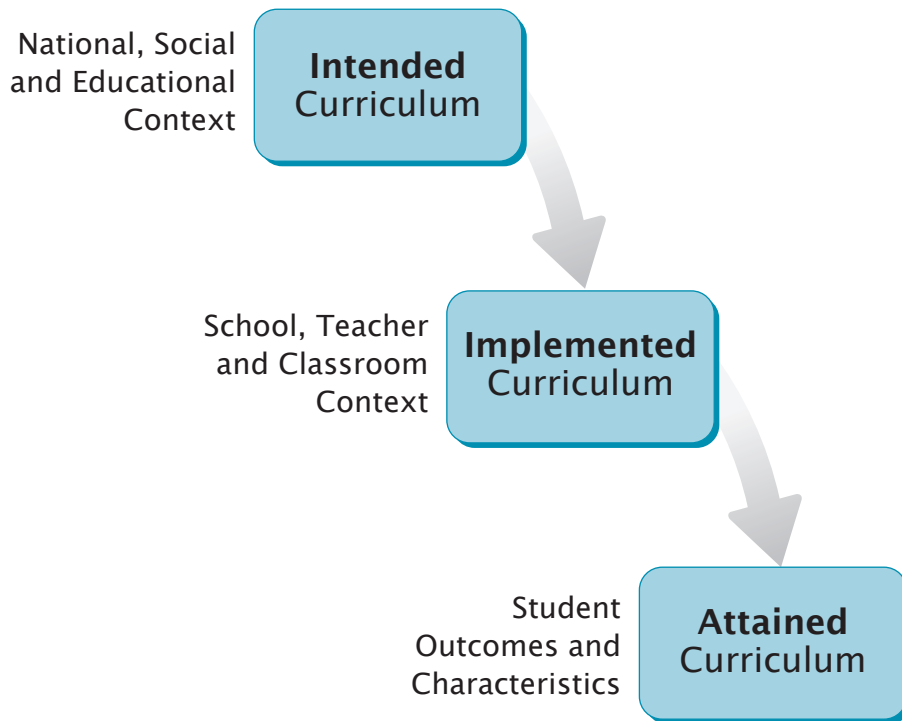 National, Social
and Educational
Context
Intended
Curriculum
School, Teacher
and Classroom
Context
Implemented
Curriculum
Student
Outcomes and
Characteristics
Attained
Curriculum